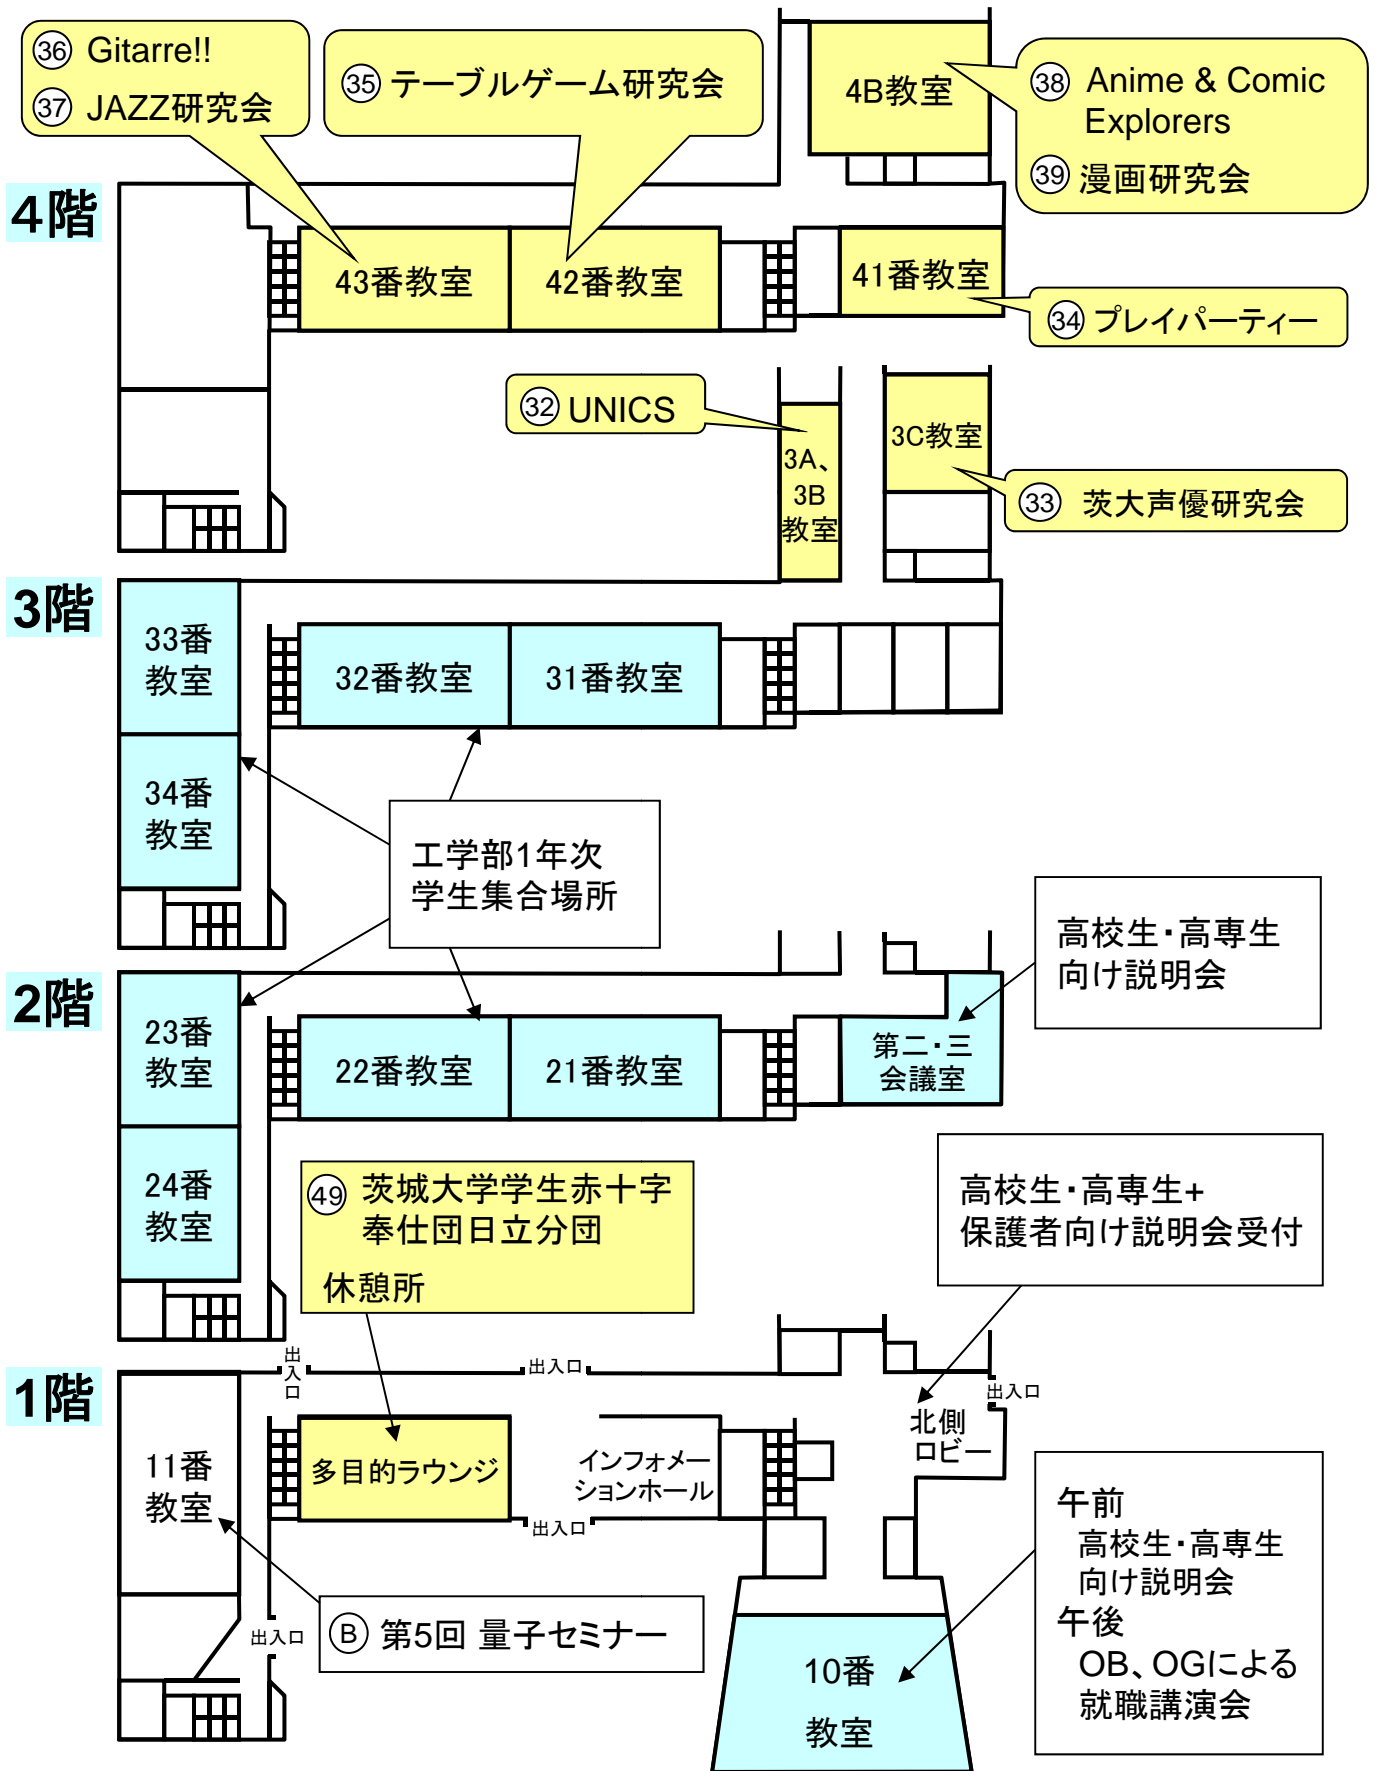 ㊱ Gitarre!!
㊲ JAZZ研究会
㉟ テーブルゲーム研究会
4B教室
㊳ Anime & Comic
Explorers
㊴ 漫画研究会
4階
43番教室
42番教室
41番教室
㉞ プレイパーティー
㉜ UNICS
3A、
3B
教室
3C教室
㉝ 茨大声優研究会
3階
33番
教室
32番教室
31番教室
34番
教室
工学部1年次
学生集合場所
高校生・高専生
向け説明会
2階
23番
教室
22番教室
21番教室
第二・三
会議室
24番
教室
㊾ 茨城大学学生赤十字
奉仕団日立分団
休憩所
高校生・高専生+
保護者向け説明会受付
1階
出
入
口
出入口
出入口
11番
教室
多目的ラウンジ
インフォメー
ションホール
北側
ロビー
出入口
出入口
Ⓑ 第5回 量子セミナー
10番
教室
午前
高校生・高専生
向け説明会
午後
OB、OGによる
就職講演会